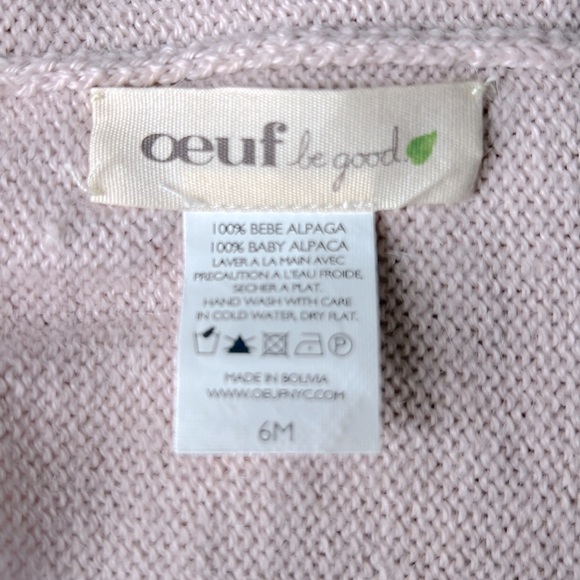 oeuf be good.
100% BEBE ALPAGA
100% BABY ALPACA
LAVER A LA MAIN AVEC
PRECAUTION A L'EAU FROIDE,
SECHER A PLAT.
HAND WASH WITH CARE
IN COLD WATER, DRY FLAT.
P
MADE IN BOLIVIA
WWW.OEUFNYC.COM
6M